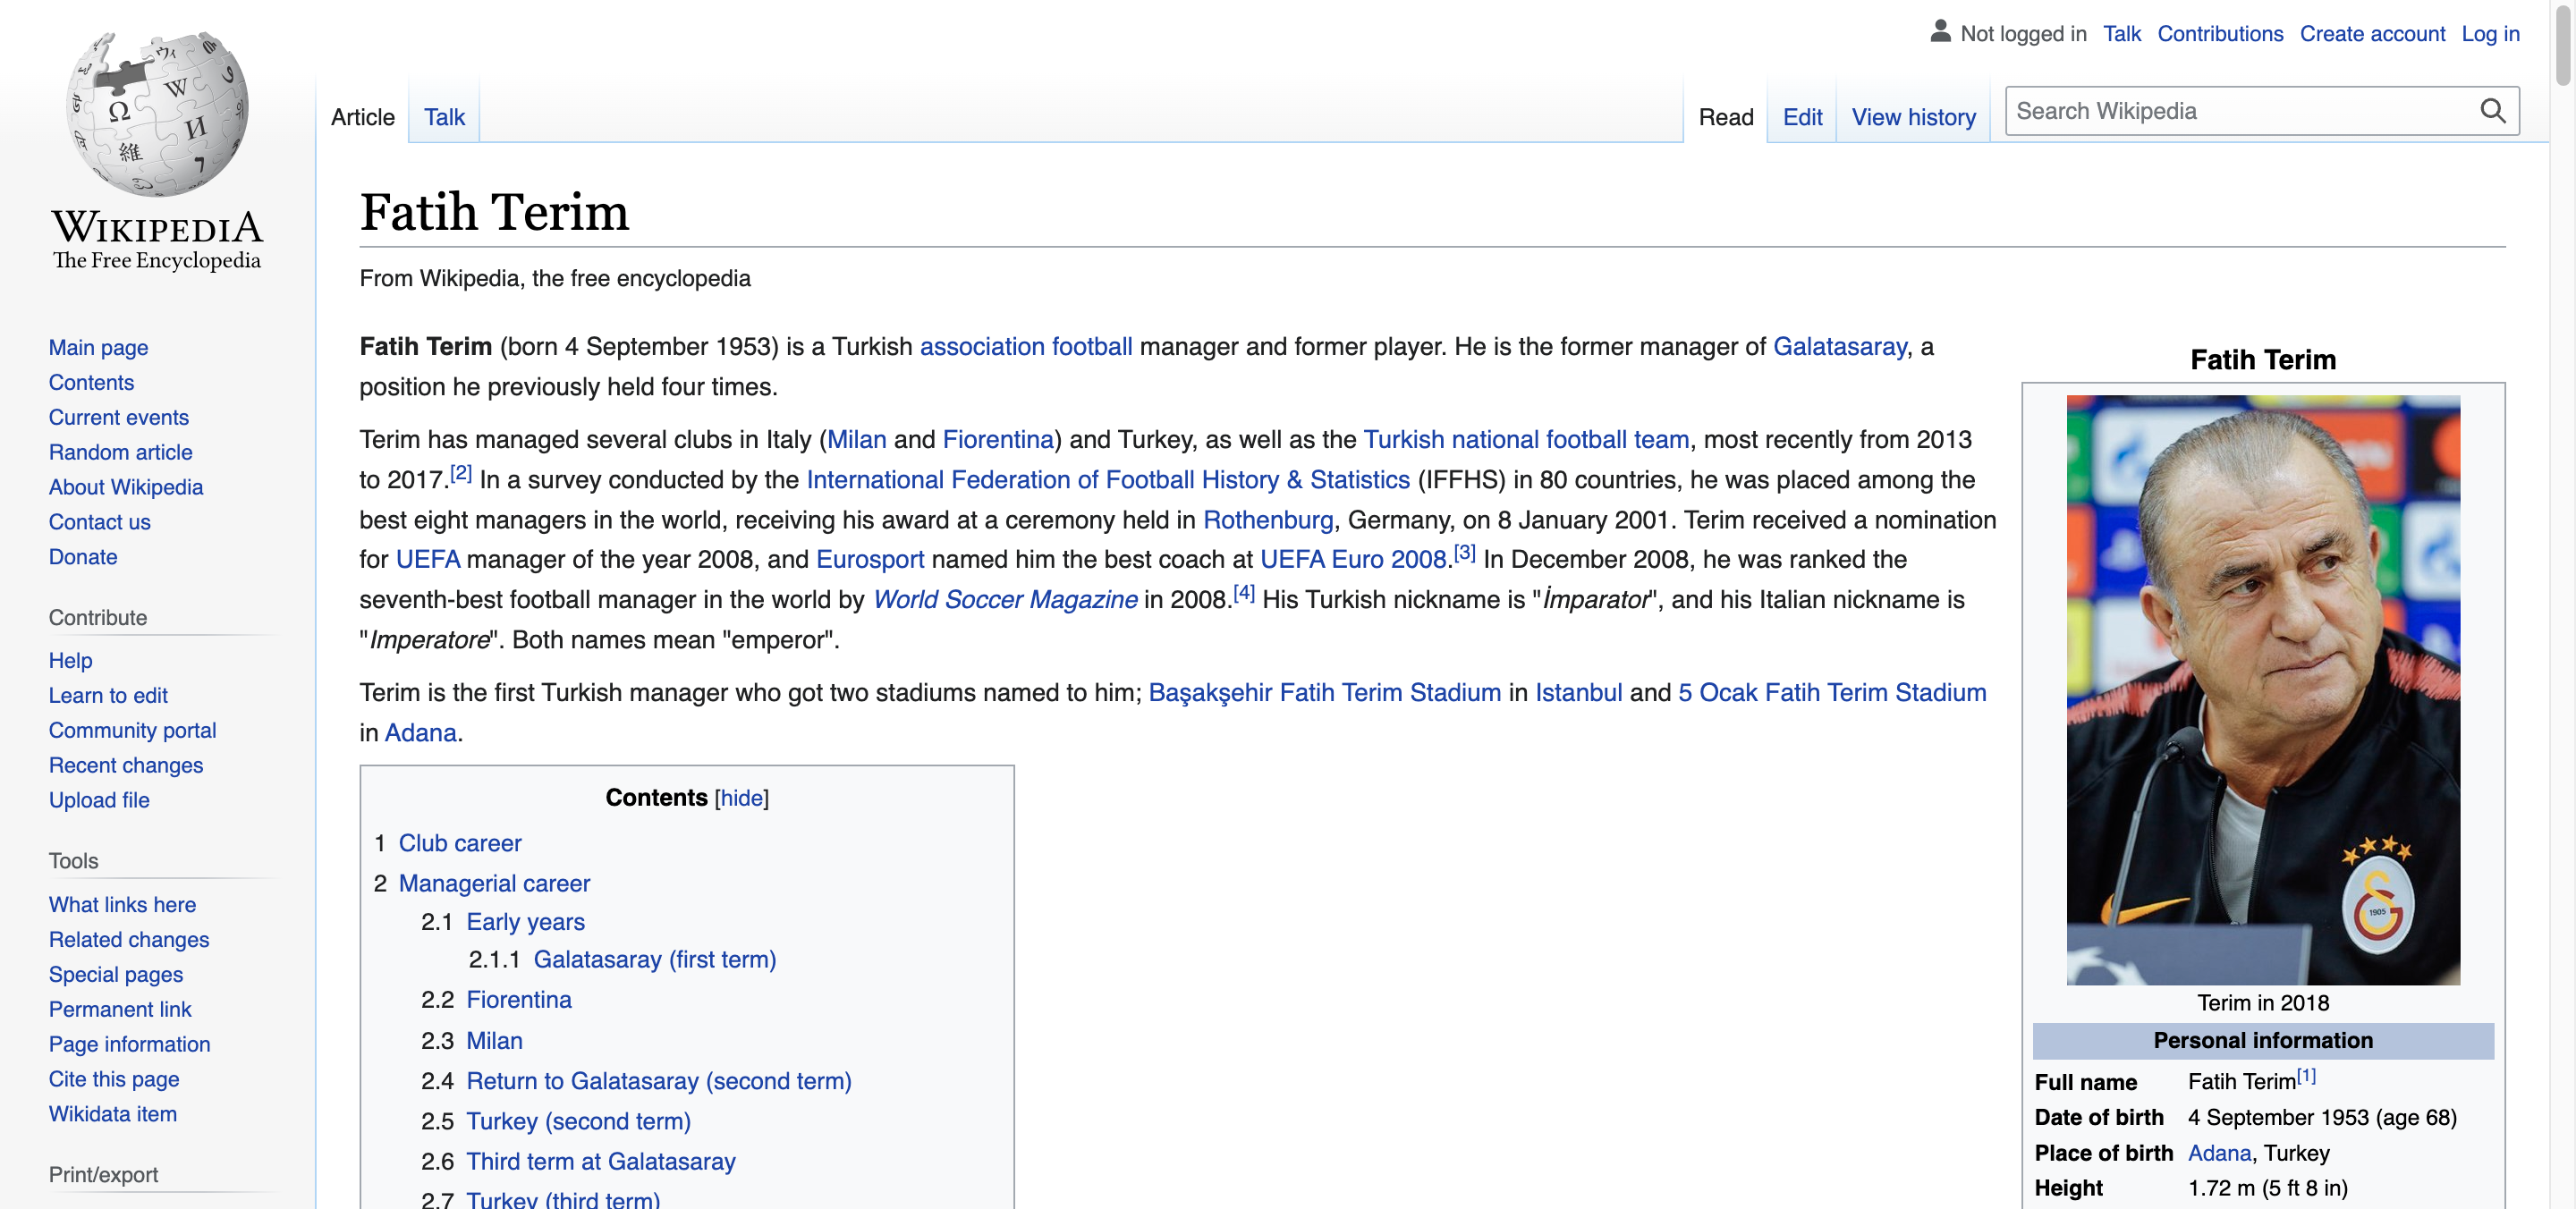 Not logged in Talk Contributions Create account Log in
Article Talk Read Edit View history Search Wikipedia
WIKIPEDIA
The Free Encyclopedia
Main page
Contents
Current events
Random article
About Wikipedia
Contact us
Donate
Contribute
Help
Learn to edit
Community portal
Recent changes
Upload file
Tools
What links here
Related changes
Special pages
Permanent link
Page information
Cite this page
Wikidata item
Print/export
Fatih Terim
From Wikipedia, the free encyclopedia
Fatih Terim (born 4 September 1953) is a Turkish association football manager and former player. He is the former manager of Galatasaray, a
position he previously held four times.
Terim has managed several clubs in Italy (Milan and Fiorentina) and Turkey, as well as the Turkish national football team, most recently from 2013
to 2017.[2] In a survey conducted by the International Federation of Football History & Statistics (IFFHS) in 80 countries, he was placed among the
best eight managers in the world, receiving his award at a ceremony held in Rothenburg, Germany, on 8 January 2001. Terim received a nomination
for UEFA manager of the year 2008, and Eurosport named him the best coach at UEFA Euro 2008.[3] In December 2008, he was ranked the
seventh-best football manager in the world by World Soccer Magazine in 2008.[4] His Turkish nickname is "İmparator", and his Italian nickname is
"Imperatore". Both names mean "emperor".
Terim is the first Turkish manager who got two stadiums named to him; Başakşehir Fatih Terim Stadium in Istanbul and 5 Ocak Fatih Terim Stadium
in Adana.
Contents [hide]
1 Club career
2 Managerial career
2.1 Early years
2.1.1 Galatasaray (first term)
2.2 Fiorentina
2.3 Milan
2.4 Return to Galatasaray (second term)
2.5 Turkey (second term)
2.6 Third term at Galatasaray
2.7 Turkey (third term)
Fatih Terim
1905
Terim in 2018
Personal information
Full name Fatih Terim[1]
Date of birth 4 September 1953 (age 68)
Place of birth Adana, Turkey
Height 1.72 m (5 ft 8 in)